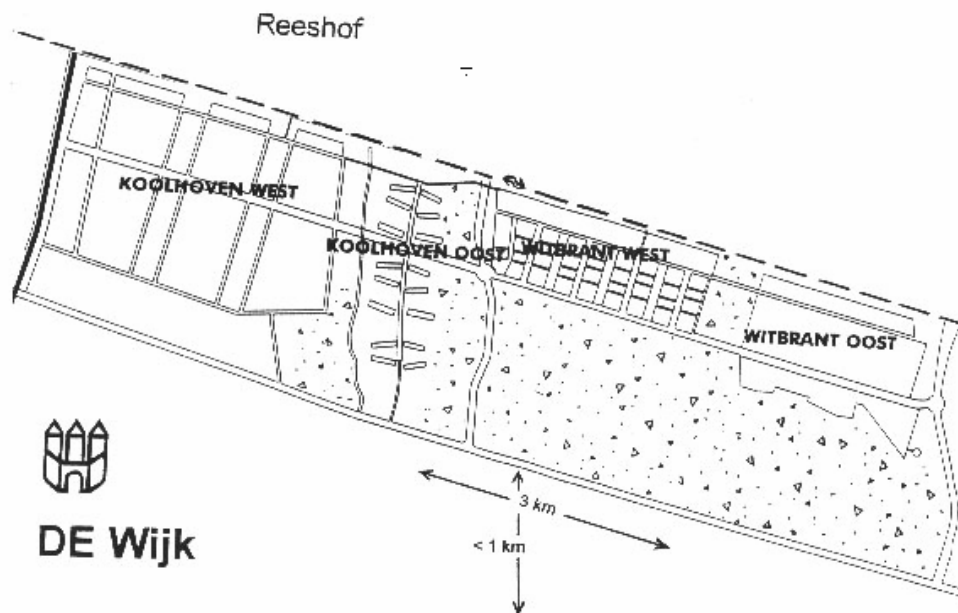 Reeshof
KOOLHOVEN WEST
KOOLHOVEN OOST
WITBRANT WEST
WITBRANT OOST
3 km
< 1 km
DE Wijk